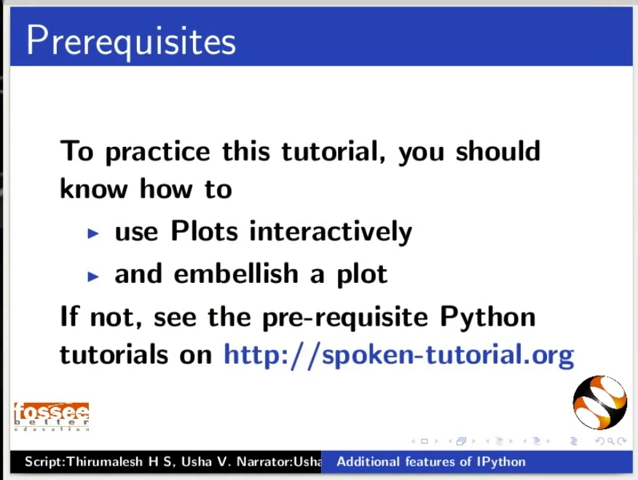 Prerequisites
To practice this tutorial, you should
know how to
use Plots interactively
and embellish a plot
If not, see the pre-requisite Python
tutorials on http://spoken-tutorial.org
fossee
better
education
Script:Thirumalesh H S, Usha V. Narrator:Usha
Additional features of IPython